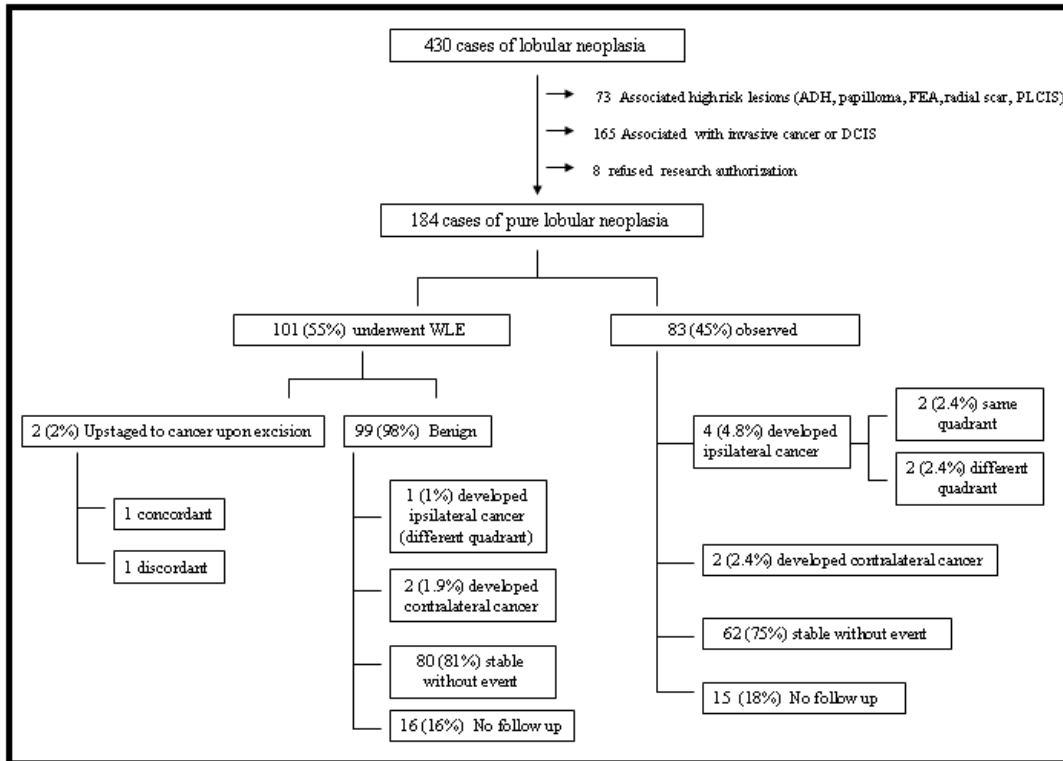 430 cases of lobular neoplasia
73 Associated high risk lesions (ADH, papilloma, FEA, radial scar, PLCIS)
165 Associated with invasive cancer or DCIS
8 refused research authorization
184 cases of pure lobular neoplasia
101 (55%) underwent WLE
83 (45%) observed
2 (2%) Upstaged to cancer upon excision
1 concordant
1 discordant
99 (98%) Benign
1 (1%) developed
ipsilateral cancer
(different quadrant)
2 (1.9%) developed
contralateral cancer
80 (81%) stable
without event
16 (16%) No follow up
4 (4.8%) developed
ipsilateral cancer
2 (2.4%) same
quadrant
2 (2.4%) different
quadrant
2 (2.4%) developed contralateral cancer
62 (75%) stable without event
15 (18%) No follow up